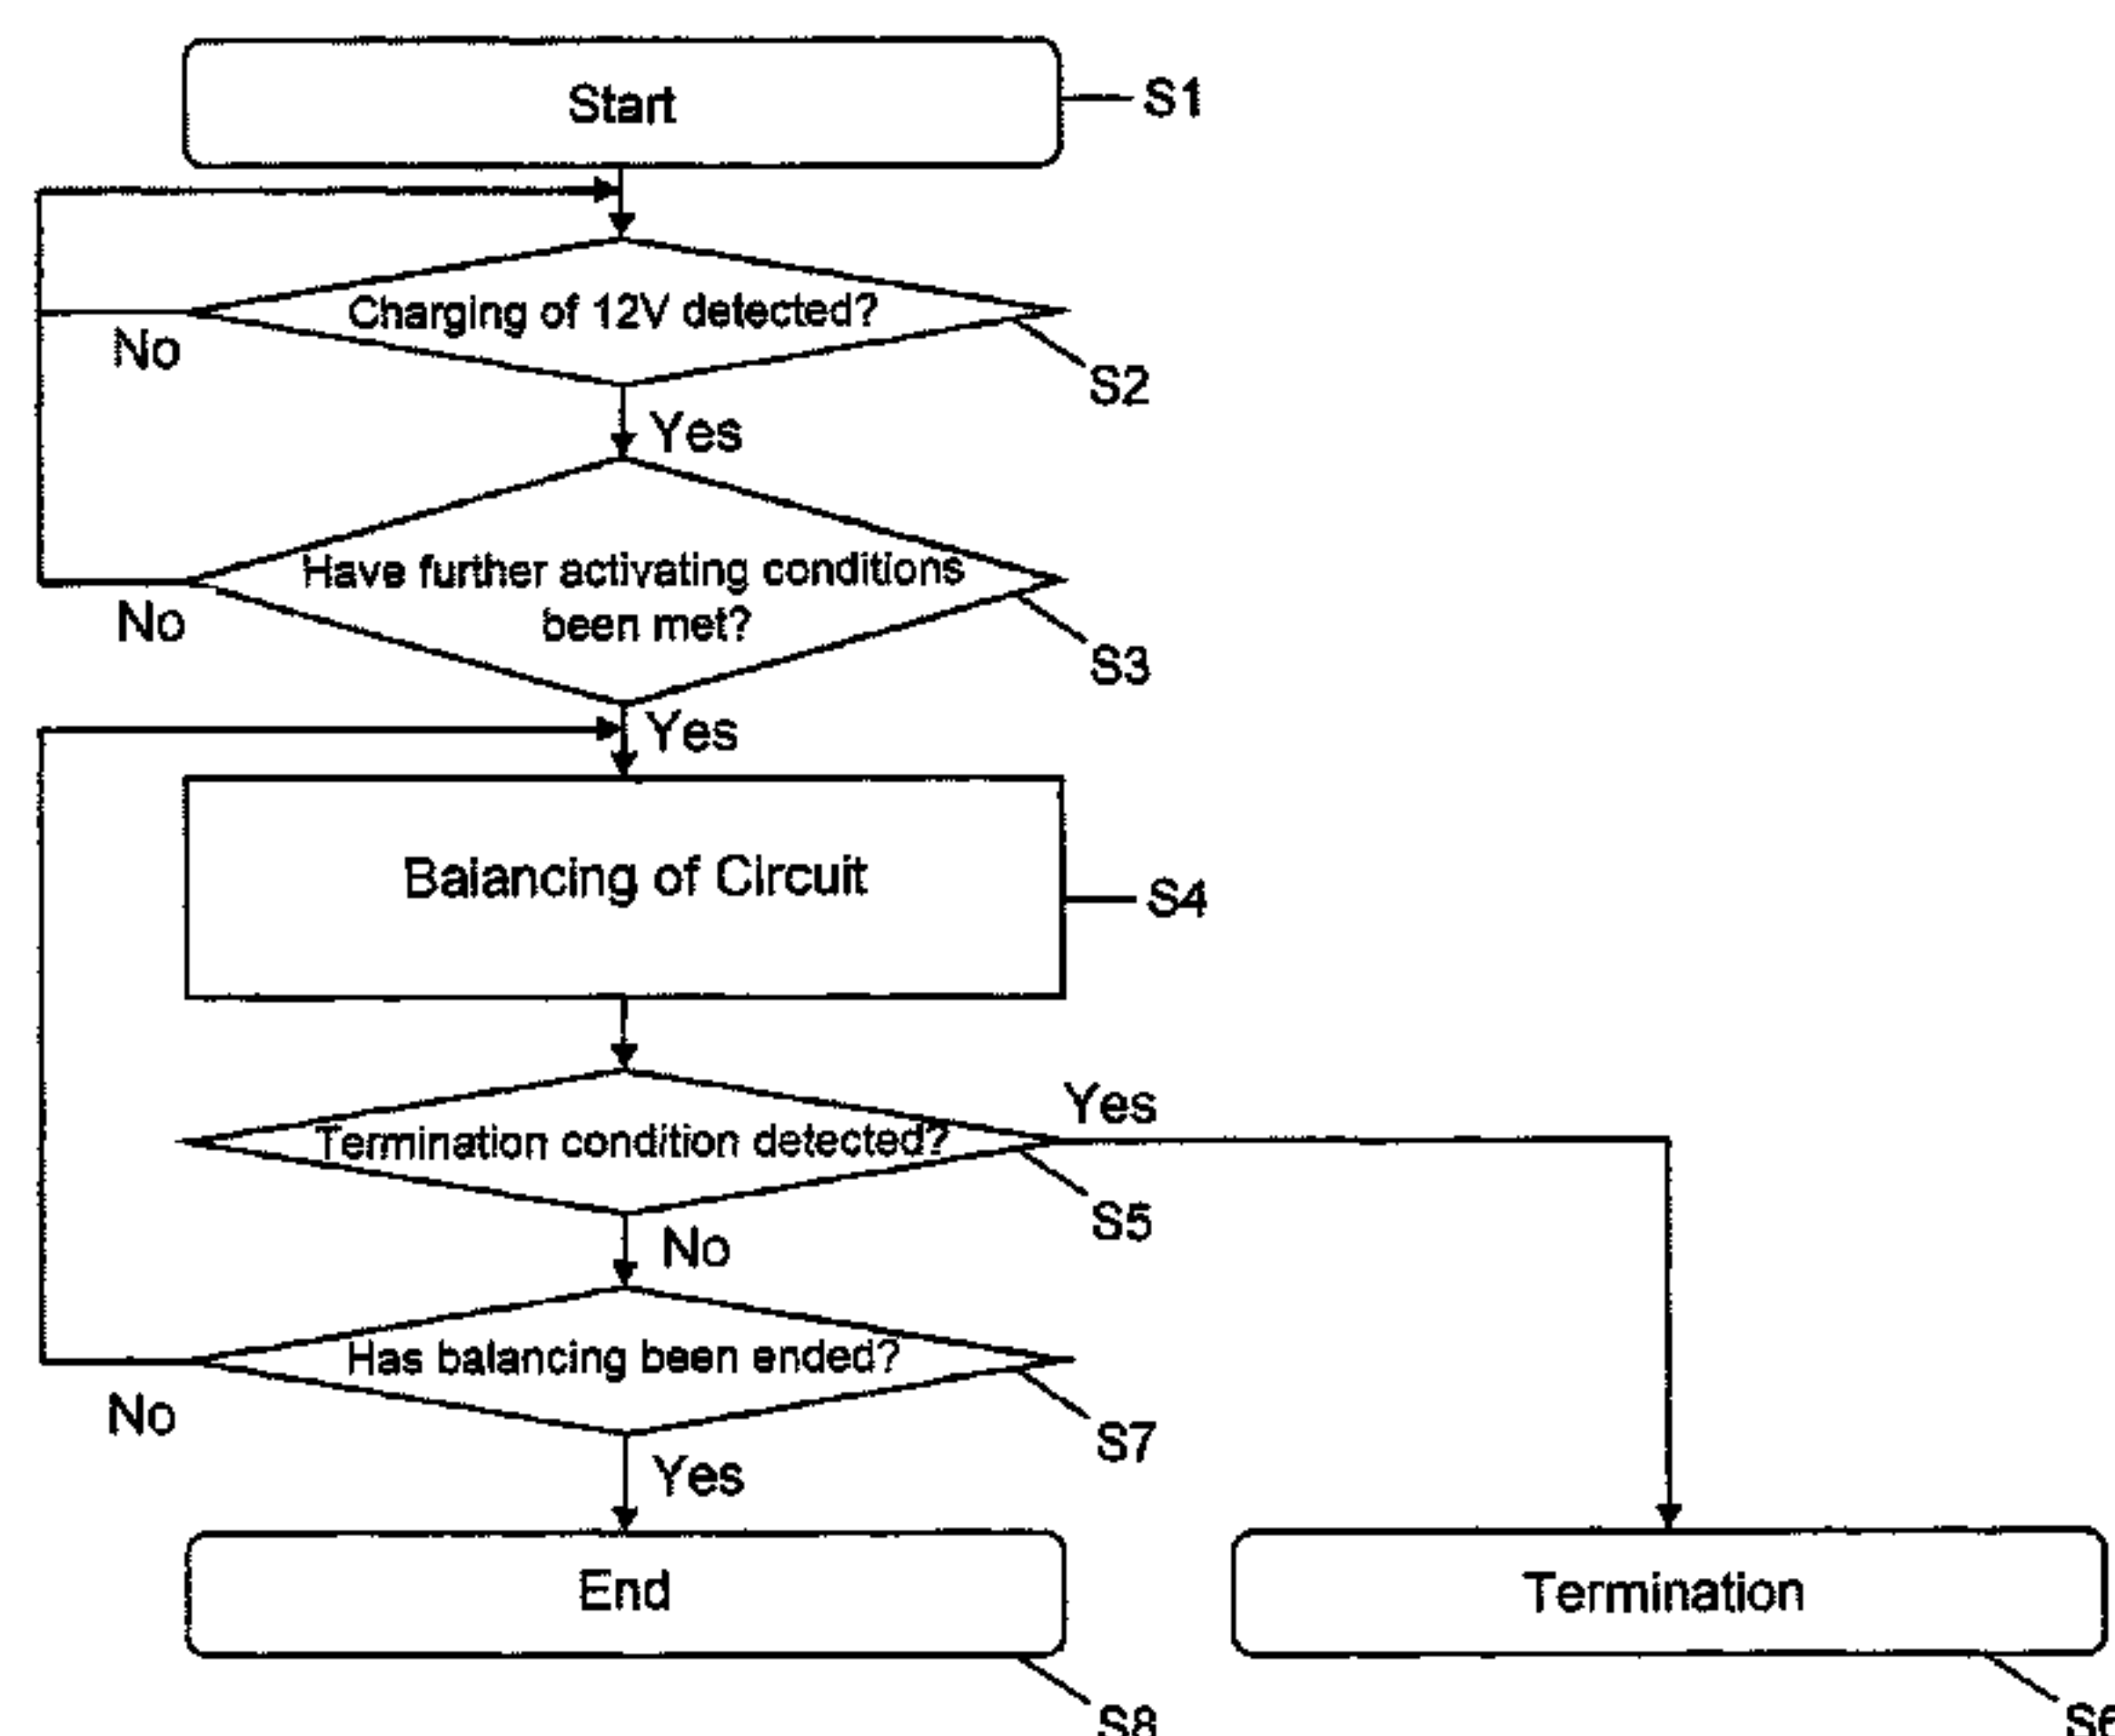 Start
S1
Charging of 12V detected?
No
S2
Yes
Have further activating conditions
been met?
No
S3
Yes
Balancing of Circuit
S4
Yes
Termination condition detected?
S5
No
Has balancing been ended?
No
S7
Yes
End
Termination
S8
S6